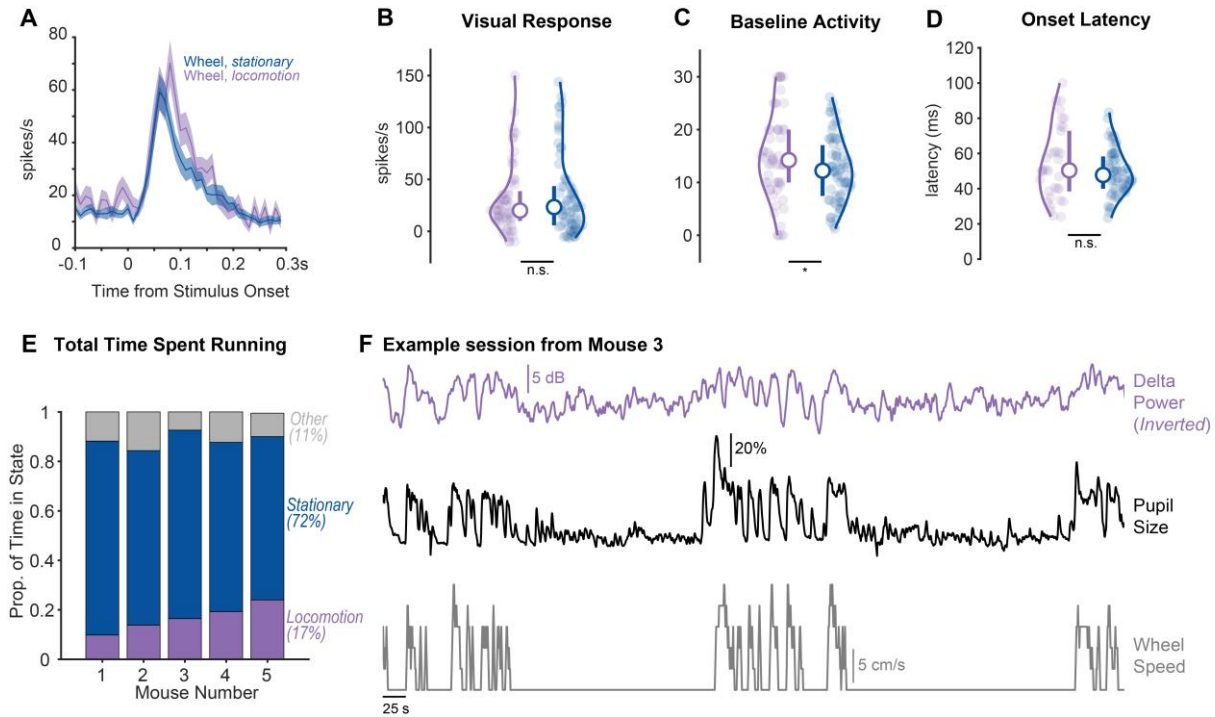 A
spikes/s
80
60
40
20
0
-0.1
0
0.1
0.2
0.3s
Time from Stimulus Onset
Wheel, stationary
Wheel, locomotion
B
Visual Response
spikes/s
150
100
50
0
n.s.
C
Baseline Activity
30
20
10
0
*
D
Onset Latency
latency (ms)
120
100
80
60
40
20
0
n.s.
E Total Time Spent Running
Prop. of Time in State
1
0.8
0.6
0.4
0.2
0
1 2 3 4 5
Mouse Number
Other
(11%)
Stationary
(72%)
Locomotion
(17%)
F Example session from Mouse 3
5 dB
Delta
Power
(Inverted)
20%
Pupil
Size
5 cm/s
Wheel
Speed
25 s